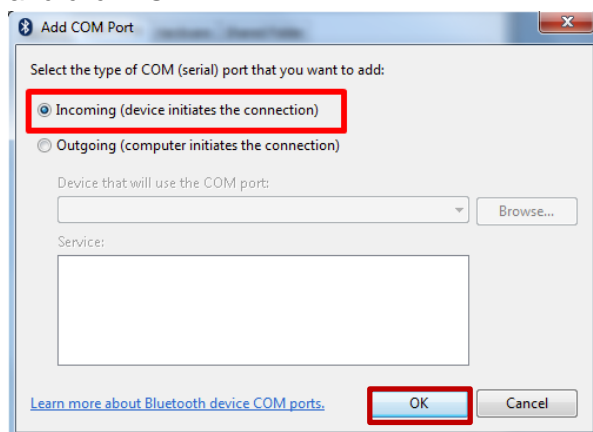 Add COM Port
Select the type of COM (serial) port that you want to add:
Incoming (device initiates the connection)
Outgoing (computer initiates the connection)
Device that will use the COM port:
Browse...
Service:
Learn more about Bluetooth device COM ports.
OK
Cancel